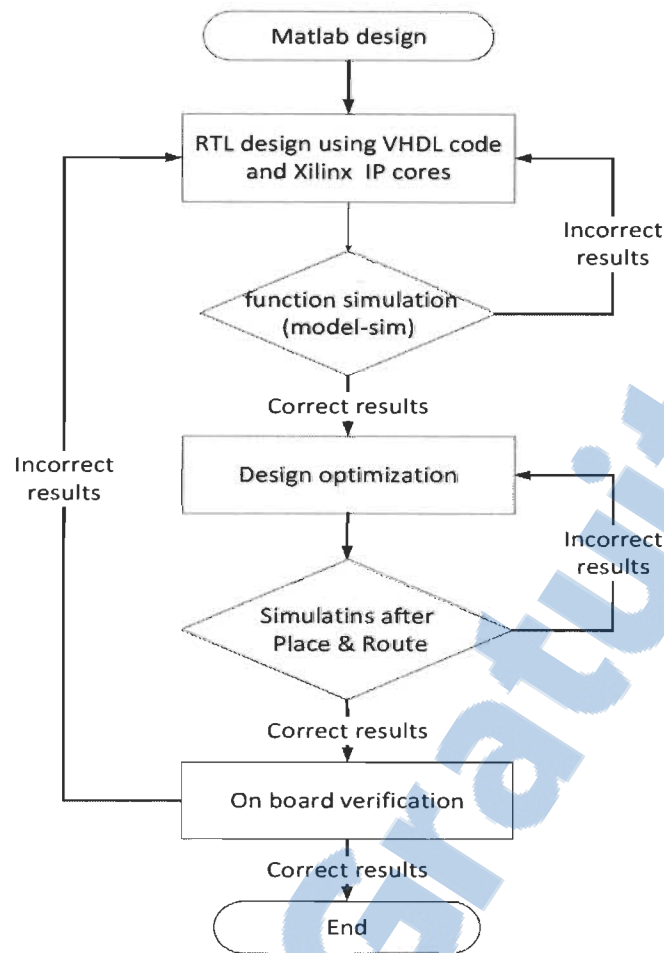 Matlab design
RTL design using VHDL code
and Xilinx IP cores
Incorrect
results
function simulation
(model-sim)
Correct results
Incorrect
results
Design optimization
Incorrect
results
Simulatins after
Place & Route
Correct results
On board verification
Correct results
End
Gratuit